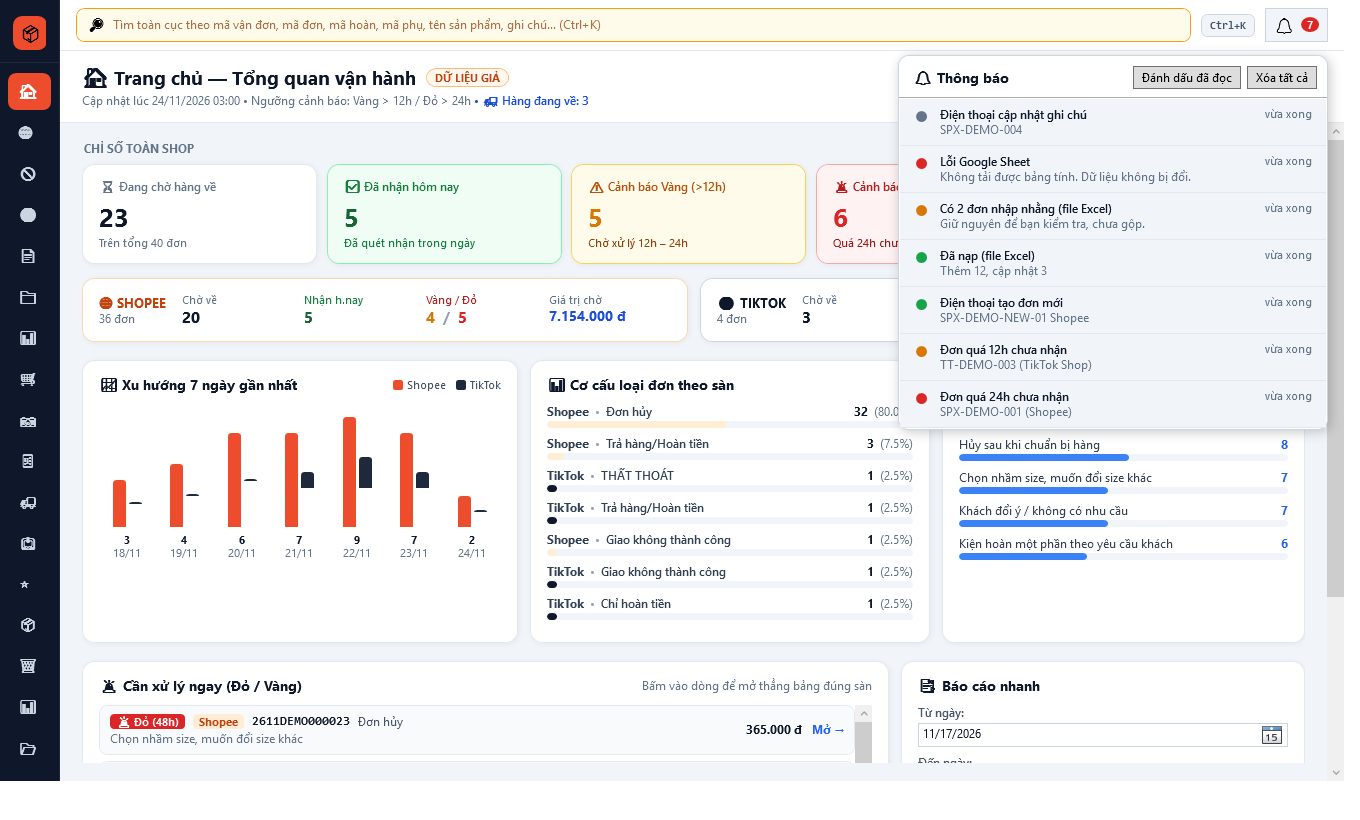 Tìm toàn cục theo mã vận đơn, mã đơn, mã hoàn, mã phụ, tên sản phẩm, ghi chú... (Ctrl+K)
Ctrl+K
7
Trang chủ — Tổng quan vận hành
DỮ LIỆU GIẢ
Cập nhật lúc 24/11/2026 03:00 • Ngưỡng cảnh báo: Vàng > 12h / Đỏ > 24h • Hàng đang về: 3
Thông báo
Đánh dấu đã đọc
Xóa tất cả
Điện thoại cập nhật ghi chú
vừa xong
SPX-DEMO-004
Lỗi Google Sheet
vừa xong
Không tải được bảng tính. Dữ liệu không bị đổi.
Có 2 đơn nhập nhằng (file Excel)
vừa xong
Giữ nguyên để bạn kiểm tra, chưa gộp.
Đã nạp (file Excel)
vừa xong
Thêm 12, cập nhật 3
Điện thoại tạo đơn mới
vừa xong
SPX-DEMO-NEW-01 Shopee
Đơn quá 12h chưa nhận
vừa xong
TT-DEMO-003 (TikTok Shop)
Đơn quá 24h chưa nhận
vừa xong
SPX-DEMO-001 (Shopee)
CHỈ SỐ TOÀN SHOP
Đang chờ hàng về
23
Trên tổng 40 đơn
Đã nhận hôm nay
5
Đã quét nhận trong ngày
Cảnh báo Vàng (>12h)
5
Chờ xử lý 12h – 24h
Cảnh
6
Quá 24h
SHOPEE
36 đơn
Chờ về
20
Nhận h.nay
5
Vàng / Đỏ
4 / 5
Giá trị chờ
7.154.000 đ
TIKTOK
4 đơn
Chờ về
3
Xu hướng 7 ngày gần nhất
Shopee
TikTok
3
18/11
4
19/11
6
20/11
7
21/11
9
22/11
7
23/11
2
24/11
Cơ cấu loại đơn theo sàn
Shopee • Đơn hủy 32
Shopee • Trả hàng/Hoàn tiền 3 (7.5%)
TikTok • THẤT THOÁT 1 (2.5%)
TikTok • Trả hàng/Hoàn tiền 1 (2.5%)
Shopee • Giao không thành công 1 (2.5%)
TikTok • Giao không thành công 1 (2.5%)
TikTok • Chỉ hoàn tiền 1 (2.5%)
Hủy sau khi chuẩn bị hàng 8
Chọn nhầm size, muốn đổi size khác 7
Khách đổi ý / không có nhu cầu 7
Kiện hoàn một phần theo yêu cầu khách 6
Cần xử lý ngay (Đỏ / Vàng)
Bấm vào dòng để mở thẳng bảng đúng sàn
Đỏ (48h) Shopee 2611DEMO000023 Đơn hủy
Chọn nhầm size, muốn đổi size khác
365.000 đ
Mở →
Báo cáo nhanh
Từ ngày:
11/17/2026
15
Đến ngày: